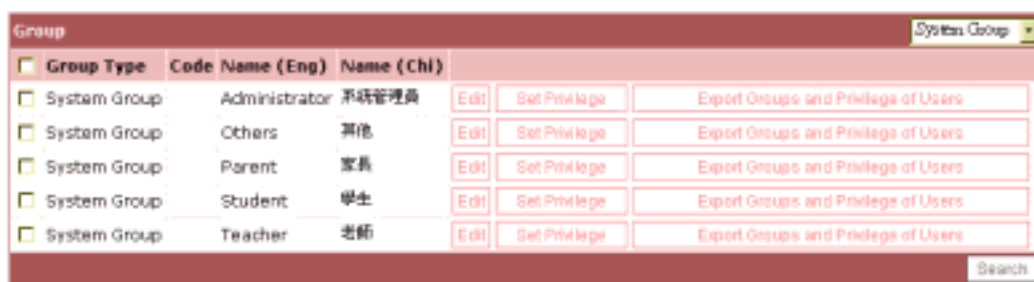 Group System Group
Group Type Code Name (Eng) Name (Chi)
System Group Administrator 系統管理員 Edit Set Privilege Export Groups and Privilege of Users
System Group Others 其他 Edit Set Privilege Export Groups and Privilege of Users
System Group Parent 家長 Edit Set Privilege Export Groups and Privilege of Users
System Group Student 學生 Edit Set Privilege Export Groups and Privilege of Users
System Group Teacher 老師 Edit Set Privilege Export Groups and Privilege of Users
Search